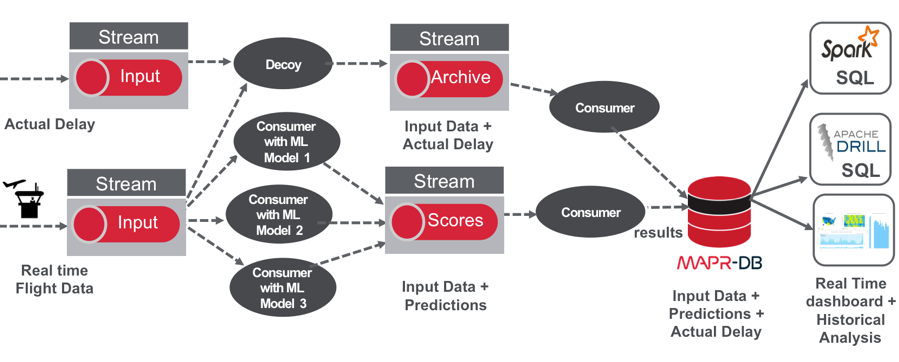 Stream
Input
Actual Delay
Decoy
Stream
Archive
Input Data +
Actual Delay
Consumer
Spark
SQL
APACHE
DRILL
SQL
Stream
Input
Real time
Flight Data
Consumer
with ML
Model 1
Consumer
with ML
Model 2
Consumer
with ML
Model 3
Stream
Scores
Input Data +
Predictions
Consumer
results
MAPR-DB
Input Data +
Predictions +
Actual Delay
Real Time
dashboard +
Historical
Analysis